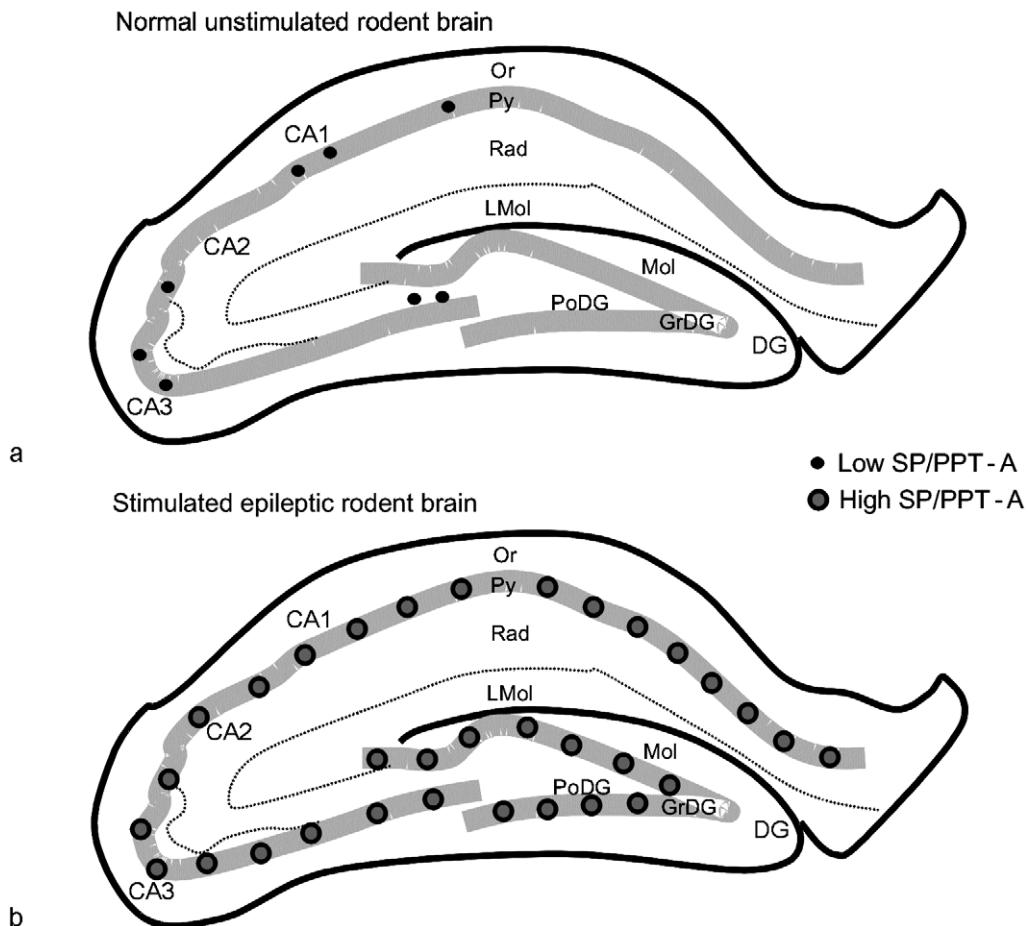 Normal unstimulated rodent brain
Or
Py
CA1
Rad
LMol
CA2
Mol
PoDG
GrDG
DG
CA3
a
Low SP/PPT-A
High SP/PPT-A
Stimulated epileptic rodent brain
Or
Py
CA1
Rad
LMol
CA2
Mol
PoDG
GrDG
DG
CA3
b